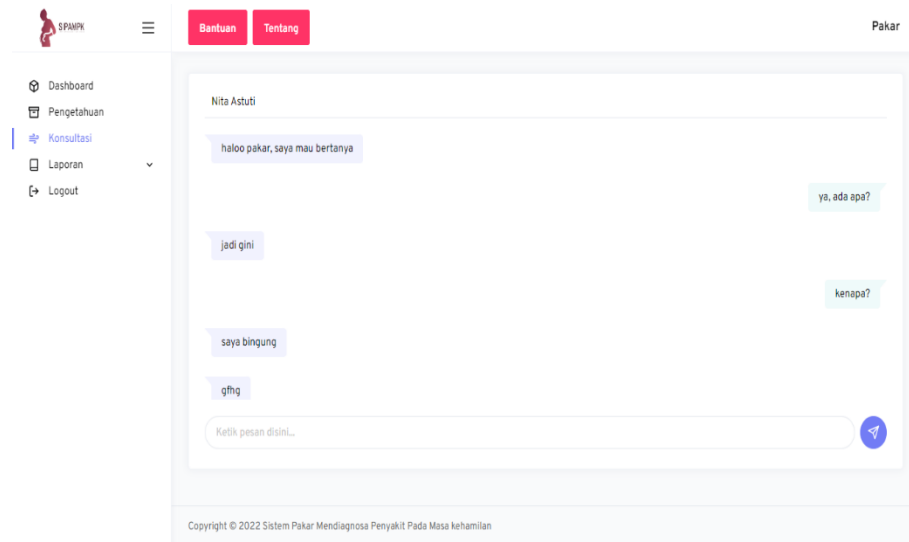 SIPAMPK
Bantuan
Tentang
Pakar
Dashboard
Pengetahuan
Konsultasi
Laporan
Logout
Nita Astuti
haloo pakar, saya mau bertanya
ya, ada apa?
jadi gini
kenapa?
saya bingung
gfhg
Ketik pesan disini...
Copyright © 2022 Sistem Pakar Mendiagnosa Penyakit Pada Masa kehamilan